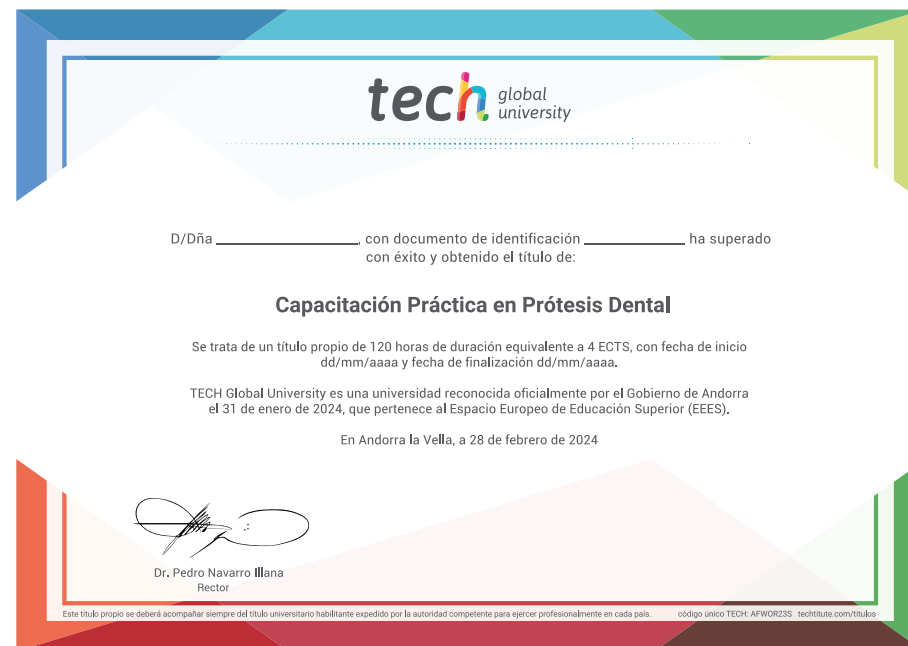 tech global university
D/Dña ______________________, con documento de identificación ______________ ha superado
con éxito y obtenido el título de:
Capacitación Práctica en Prótesis Dental
Se trata de un título propio de 120 horas de duración equivalente a 4 ECTS, con fecha de inicio
dd/mm/aaaa y fecha de finalización dd/mm/aaaa.
TECH Global University es una universidad reconocida oficialmente por el Gobierno de Andorra
el 31 de enero de 2024, que pertenece al Espacio Europeo de Educación Superior (EEES).
En Andorra la Vella, a 28 de febrero de 2024
Dr. Pedro Navarro Illana
Rector
Este título propio se deberá acompañar siempre del título universitario habilitante expedido por la autoridad competente para ejercer profesionalmente en cada país. código único TECH: AFWOR23S techtitute.com/titulos